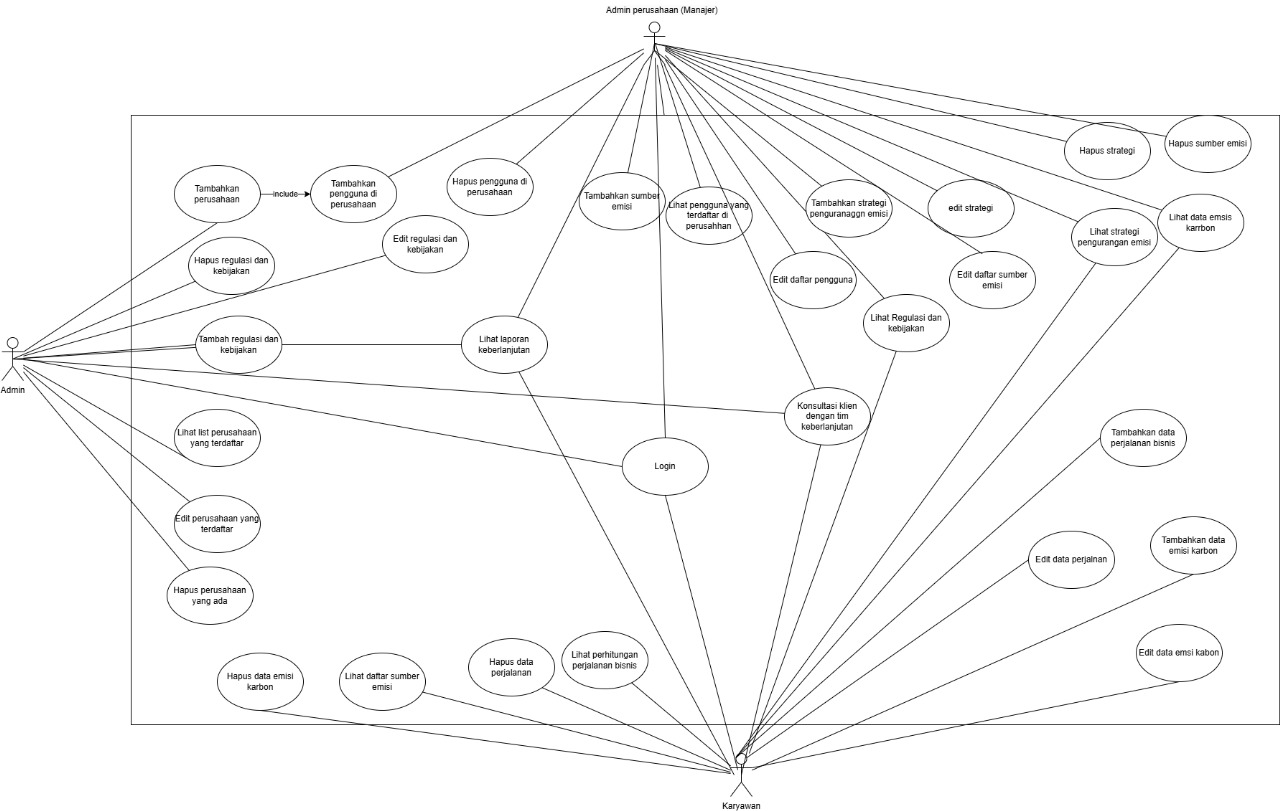 Admin perusahaan (Manajer)
Hapus strategi
Hapus sumber emisi
Tambahkan
perusahaan
include
Tambahkan
pengguna di
perusahaan
Hapus pengguna di
perusahaan
Tambahkan sumber
emisi
Lihat pengguna yang
terdaftar di
perusahhan
Tambahkan strategi
penguranaggn emisi
edit strategi
Lihat strategi
pengurangan emisi
Lihat data emsis
karrbon
Edit regulasi dan
kebijakan
Hapus regulasi dan
kebijakan
Edit daftar pengguna
Edit daftar sumber
emisi
Lihat Regulasi dan
kebijakan
Tambah regulasi dan
kebijakan
Lihat laporan
keberlanjutan
Admin
Konsultasi klien
dengan tim
keberlanjutan
Lihat list perusahaan
yang terdaftar
Login
Tambahkan data
perjalanan bisnis
Edit perusahaan yang
terdaftar
Edit data perjalnan
Tambahkan data
emisi karbon
Hapus perusahaan
yang ada
Hapus data emisi
karbon
Lihat daftar sumber
emisi
Hapus data
perjalanan
Lihat perhitungan
perjalanan bisnis
Edit data emsi kabon
Karyawan